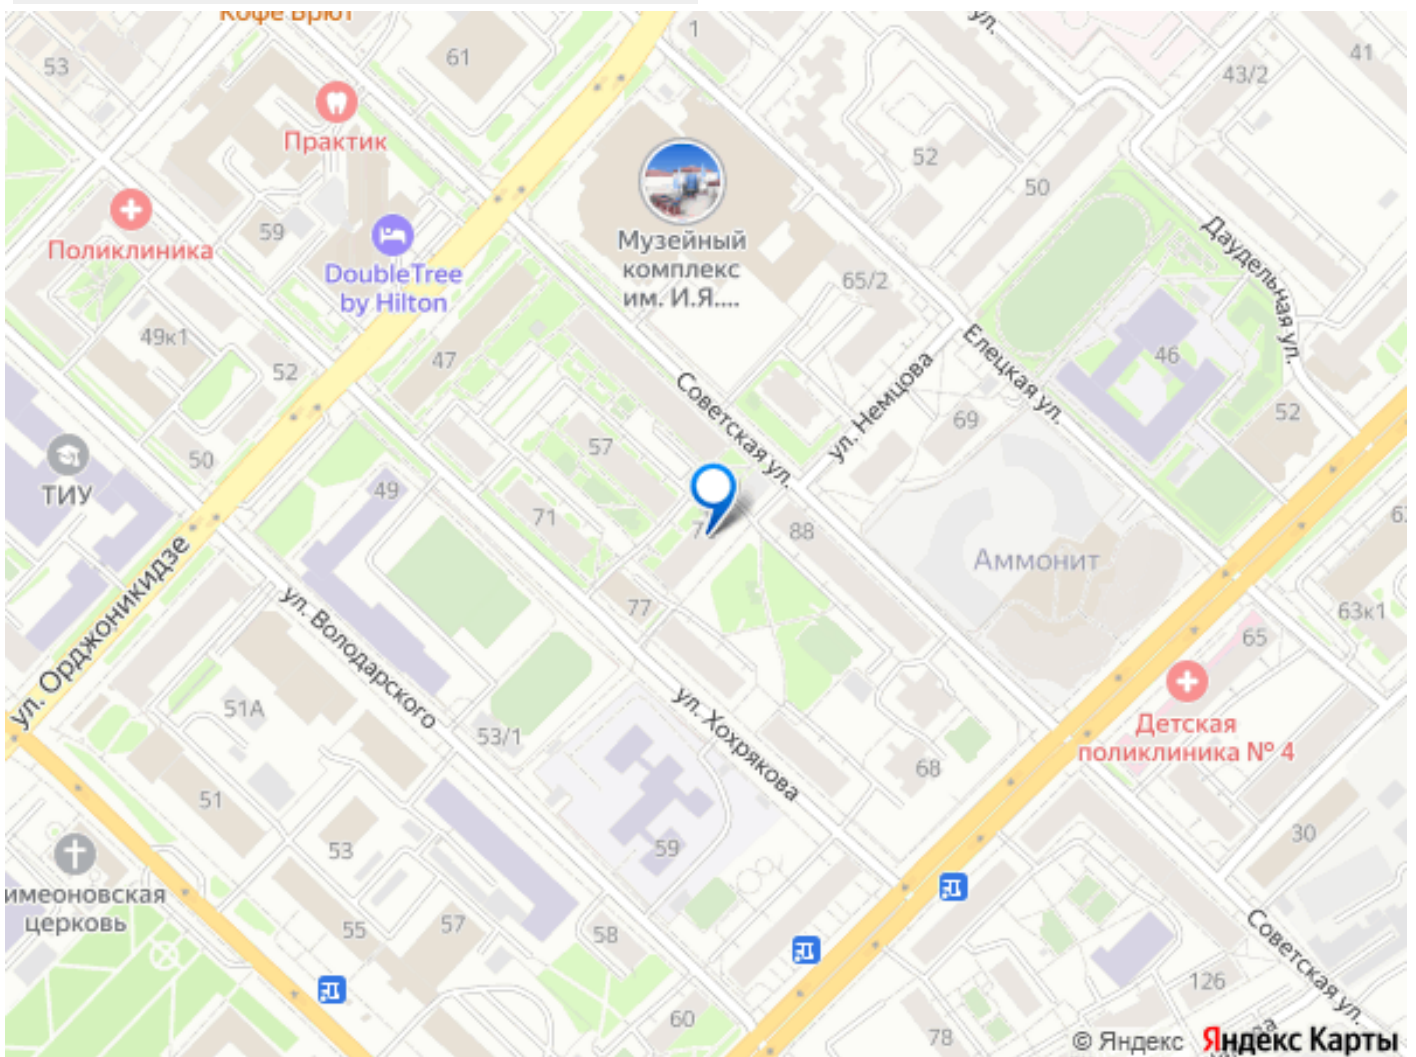 Кофе Брют
ул.
1
61
41
53
43/2
Практик
52
50
Поликлиника
59
DoubleTree
by Hilton
Музейный
комплекс
им. И.Я....
65/2
Даудельная ул.
49к1
47
52
Елецкая ул.
46
Советская ул.
ул. Немцова
69
52
57
50
ТИУ
49
71
88
Аммонит
63к1
77
65
ул. Орджоникидзе
ул. Володарского
51А
53/1
ул. Хохрякова
68
Детская
поликлиника № 4
51
53
59
30
имеоновская
церковь
55
57
58
Советская ул.
126
60
78
© Яндекс Яндекс Карты